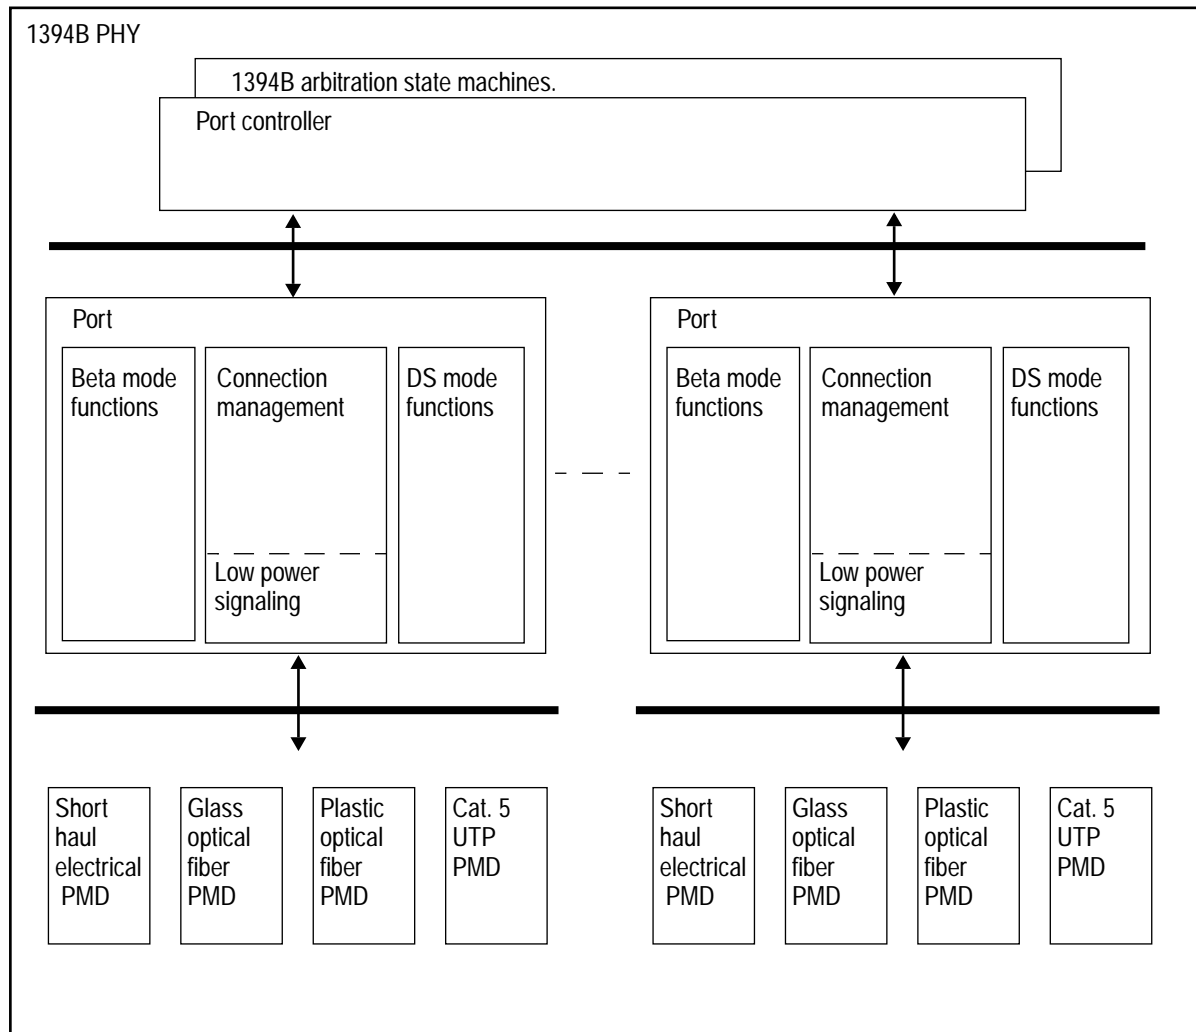 1394B PHY
1394B arbitration state machines.
Port controller
Port
Beta mode
functions
Connection
management
Low power
signaling
DS mode
functions
Port
Beta mode
functions
Connection
management
Low power
signaling
DS mode
functions
Short
haul
electrical
PMD
Glass
optical
fiber
PMD
Plastic
optical
fiber
PMD
Cat. 5
UTP
PMD
Short
haul
electrical
PMD
Glass
optical
fiber
PMD
Plastic
optical
fiber
PMD
Cat. 5
UTP
PMD